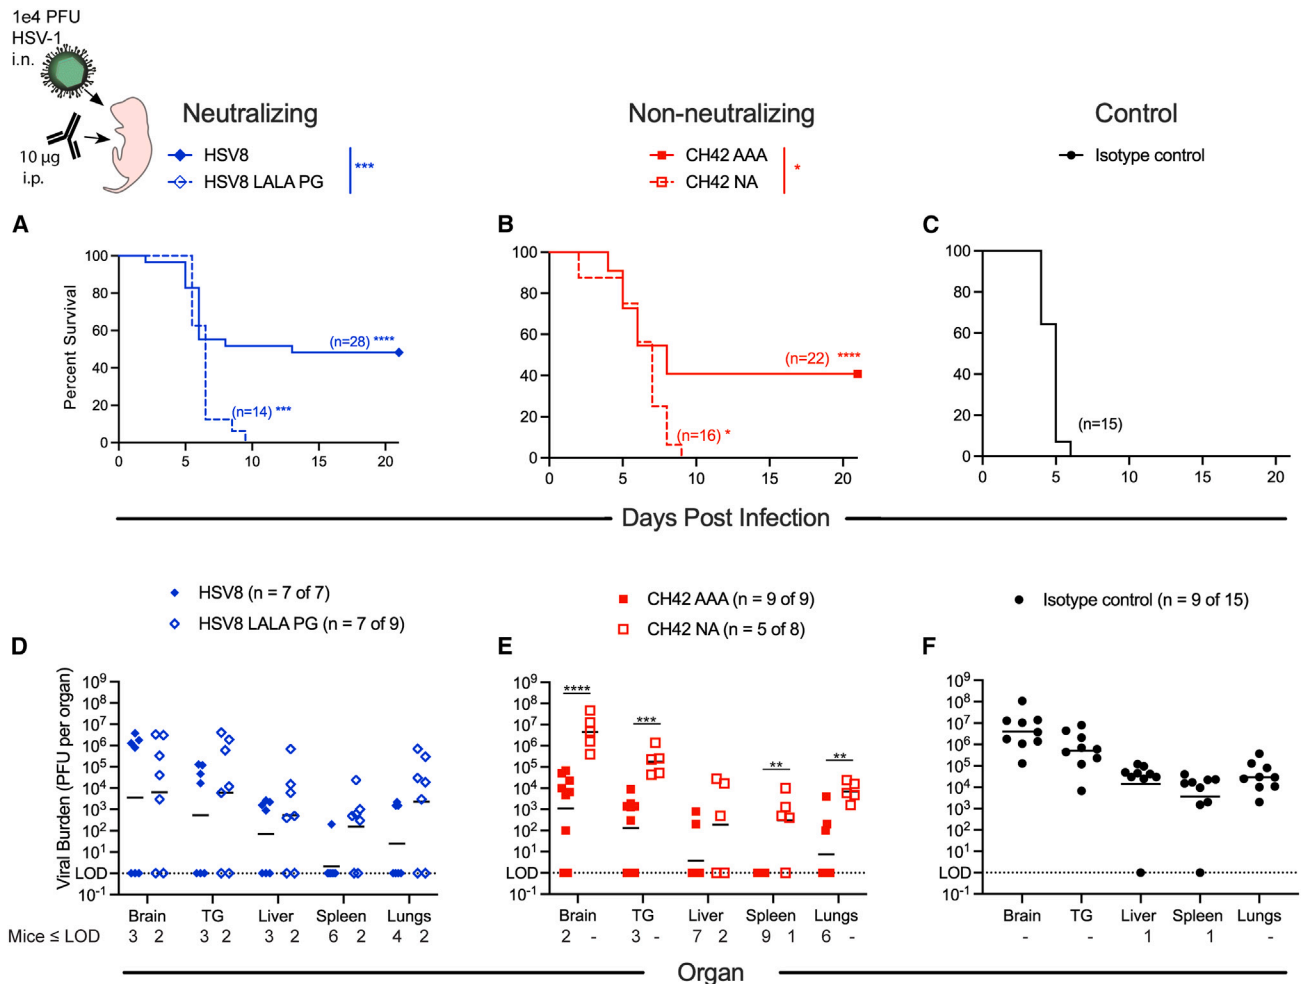 1e4 PFU
HSV-1
i.n.
10 µg
i.p.
Neutralizing
HSV8
HSV8 LALA PG
***
Non-neutralizing
CH42 AAA
CH42 NA
*
Control
Isotype control
A
Percent Survival
100
80
60
40
20
0
0 5 10 15 20
(n=28) ****
(n=14) ***
B
100
80
60
40
20
0
0 5 10 15 20
(n=22) ****
(n=16) *
C
100
80
60
40
20
0
0 5 10 15 20
(n=15)
Days Post Infection
HSV8 (n = 7 of 7)
HSV8 LALA PG (n = 7 of 9)
CH42 AAA (n = 9 of 9)
CH42 NA (n = 5 of 8)
Isotype control (n = 9 of 15)
D
Viral Burden (PFU per organ)
10⁹
10⁸
10⁷
10⁶
10⁵
10⁴
10³
10²
10¹
LOD
10⁻¹
Brain TG Liver Spleen Lungs
Mice ≤ LOD 3 2 3 2 3 2 6 2 4 2
E
10⁹
10⁸
10⁷
10⁶
10⁵
10⁴
10³
10²
10¹
LOD
10⁻¹
****
***
**
**
Brain TG Liver Spleen Lungs
2 - 3 - 7 2 9 1 6 -
F
10⁹
10⁸
10⁷
10⁶
10⁵
10⁴
10³
10²
10¹
LOD
10⁻¹
Brain TG Liver Spleen Lungs
- - 1 1 -
Organ